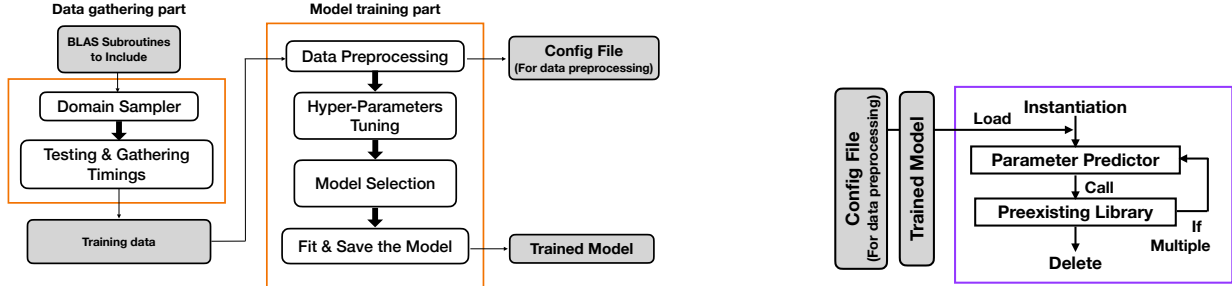 Data gathering part
BLAS Subroutines
to Include
Domain Sampler
Testing & Gathering
Timings
Training data
Model training part
Data Preprocessing
Hyper-Parameters
Tuning
Model Selection
Fit & Save the Model
Config File
(For data preprocessing)
Trained Model
Config File
(For data preprocessing)
Trained Model
Load
Instantiation
Parameter Predictor
Call
Preexisting Library
If
Multiple
Delete